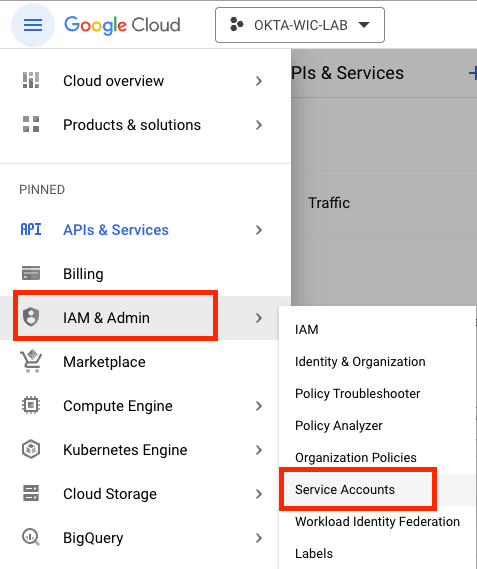 Google Cloud
OKTA-WIC-LAB
Cloud overview
Products & solutions
PINNED
API APIs & Services
Billing
IAM & Admin
Marketplace
Compute Engine
Kubernetes Engine
Cloud Storage
BigQuery
PIs & Services
Traffic
IAM
Identity & Organization
Policy Troubleshooter
Policy Analyzer
Organization Policies
Service Accounts
Workload Identity Federation
Labels